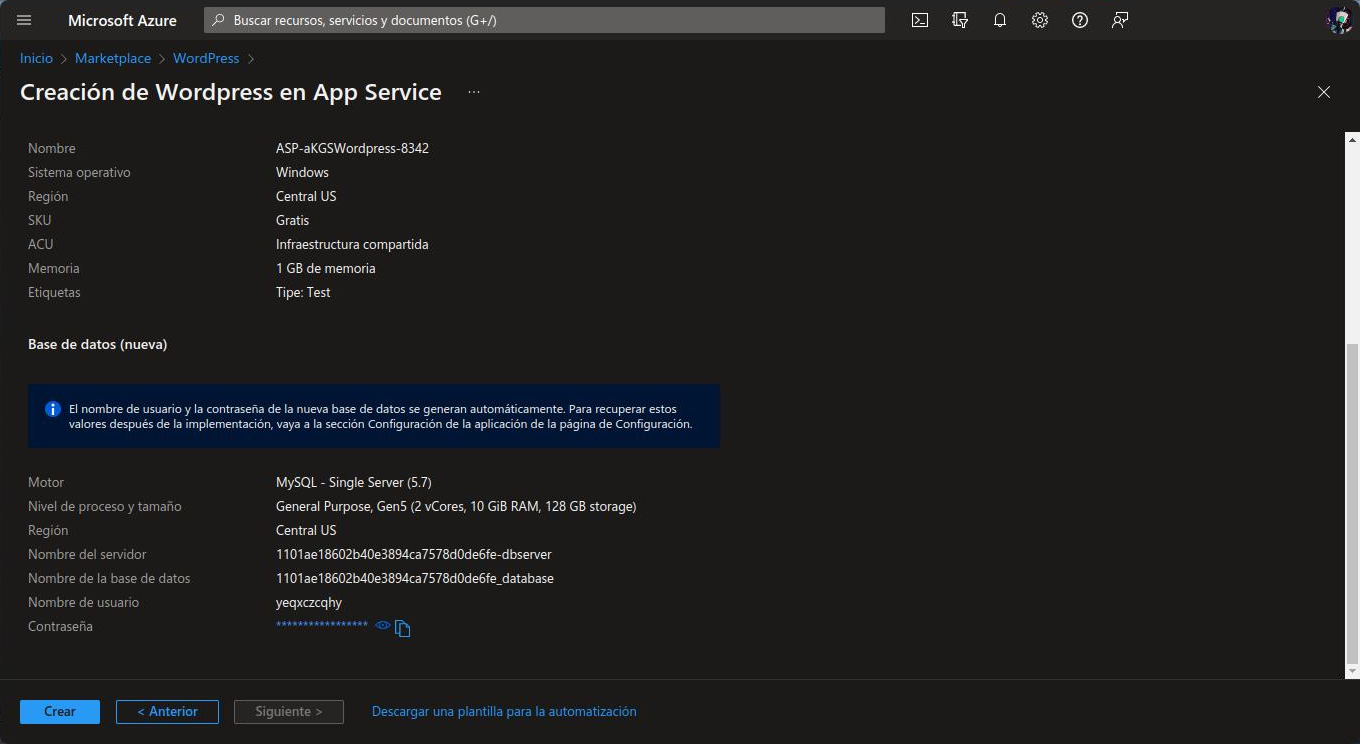 Microsoft Azure
Buscar recursos, servicios y documentos (G+/)
Inicio > Marketplace > WordPress >
Creación de Wordpress en App Service ...
Nombre ASP-aKGSWordpress-8342
Sistema operativo Windows
Región Central US
SKU Gratis
ACU Infraestructura compartida
Memoria 1 GB de memoria
Etiquetas Tipe: Test
Base de datos (nueva)
El nombre de usuario y la contraseña de la nueva base de datos se generan automáticamente. Para recuperar estos
valores después de la implementación, vaya a la sección Configuración de la aplicación de la página de Configuración.
Motor MySQL - Single Server (5.7)
Nivel de proceso y tamaño General Purpose, Gen5 (2 vCores, 10 GiB RAM, 128 GB storage)
Región Central US
Nombre del servidor 1101ae18602b40e3894ca7578d0de6fe-dbserver
Nombre de la base de datos 1101ae18602b40e3894ca7578d0de6fe_database
Nombre de usuario yeqxczcqhy
Contraseña *****************
Crear < Anterior Siguiente > Descargar una plantilla para la automatización